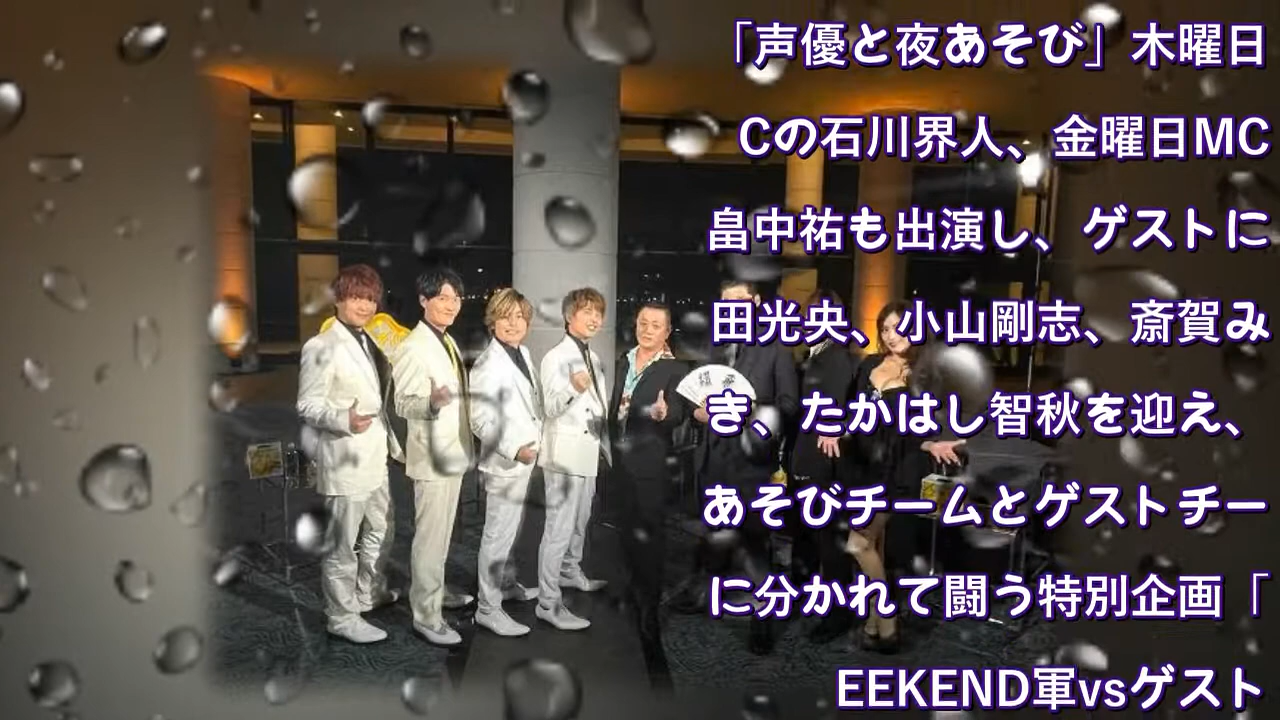 「声優と夜あそび」木曜日
Cの石川界人、金曜日MC
畠中祐も出演し、ゲストに
田光央、小山剛志、斎賀み
き、たかはし智秋を迎え、
あそびチームとゲストチー
に分かれて闘う特別企画「
EEKEND軍vsゲスト